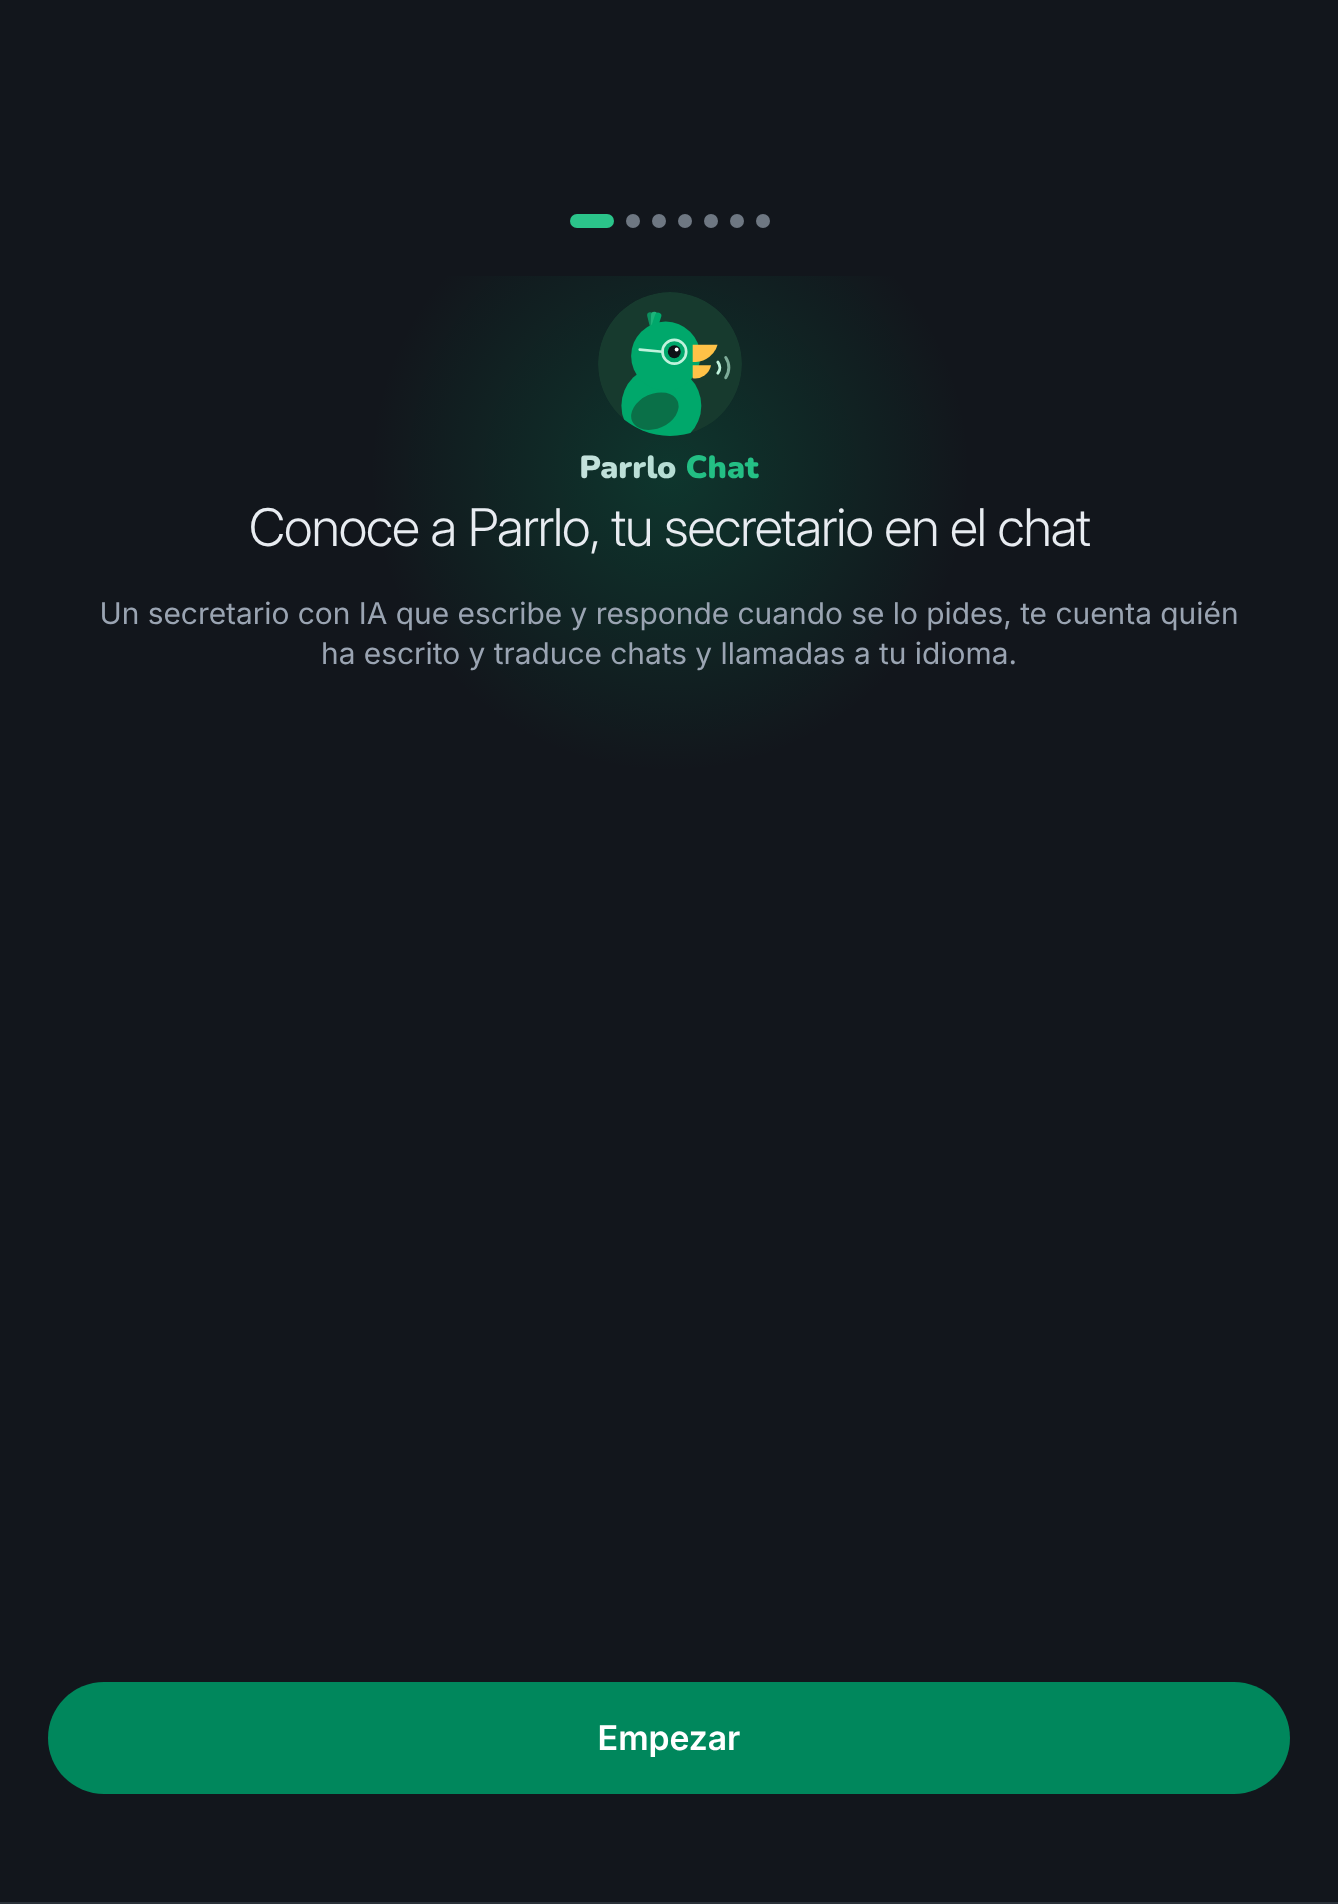 Parrlo Chat
Conoce a Parrlo, tu secretario en el chat
Un secretario con IA que escribe y responde cuando se lo pides, te cuenta quién
ha escrito y traduce chats y llamadas a tu idioma.
Empezar